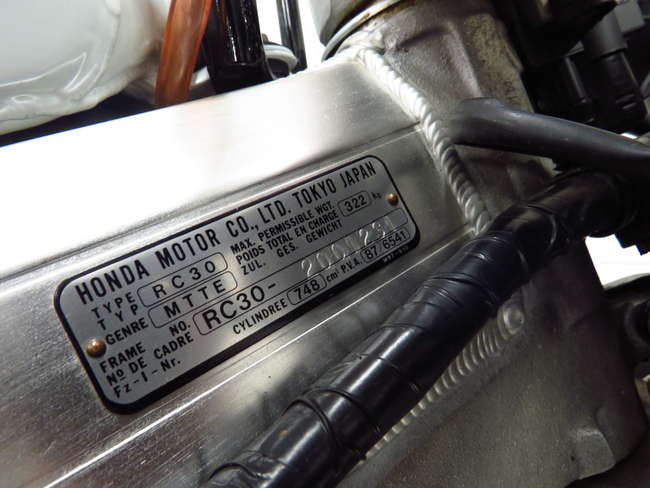 HONDA MOTOR CO., LTD. TOKYO JAPAN
TYPE TYP. RC30 MAX. PERMISSIBLE WGT. POIDS TOTAL EN CHARGE ZUL. GES. GEWICHT 322 kg
GENRE MTTE
FRAME NO. Nº DE CADRE Fz-I-Nr. RC30-
CYLINDREE 748 cm³ P.V.A. 87 6541